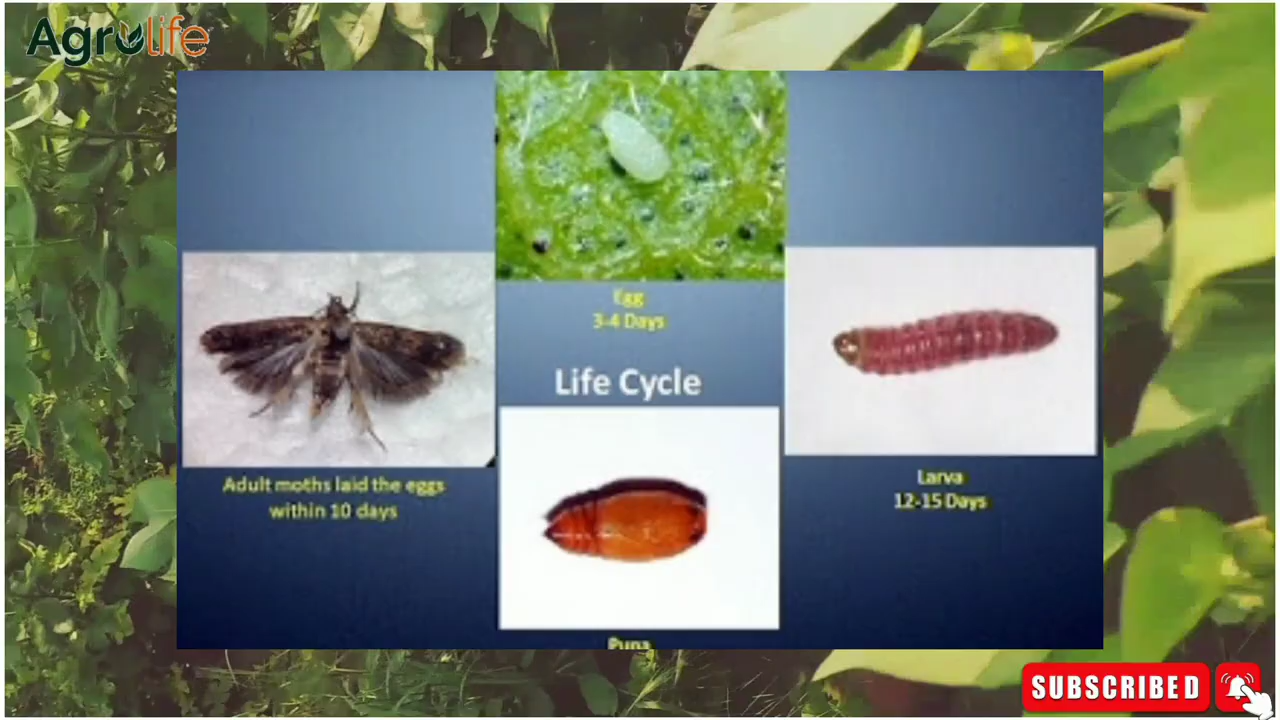 Agrolife
Egg
3-4 Days
Life Cycle
Adult moths laid the eggs
within 10 days
Larva
12-15 Days
Pupa
SUBSCRIBED